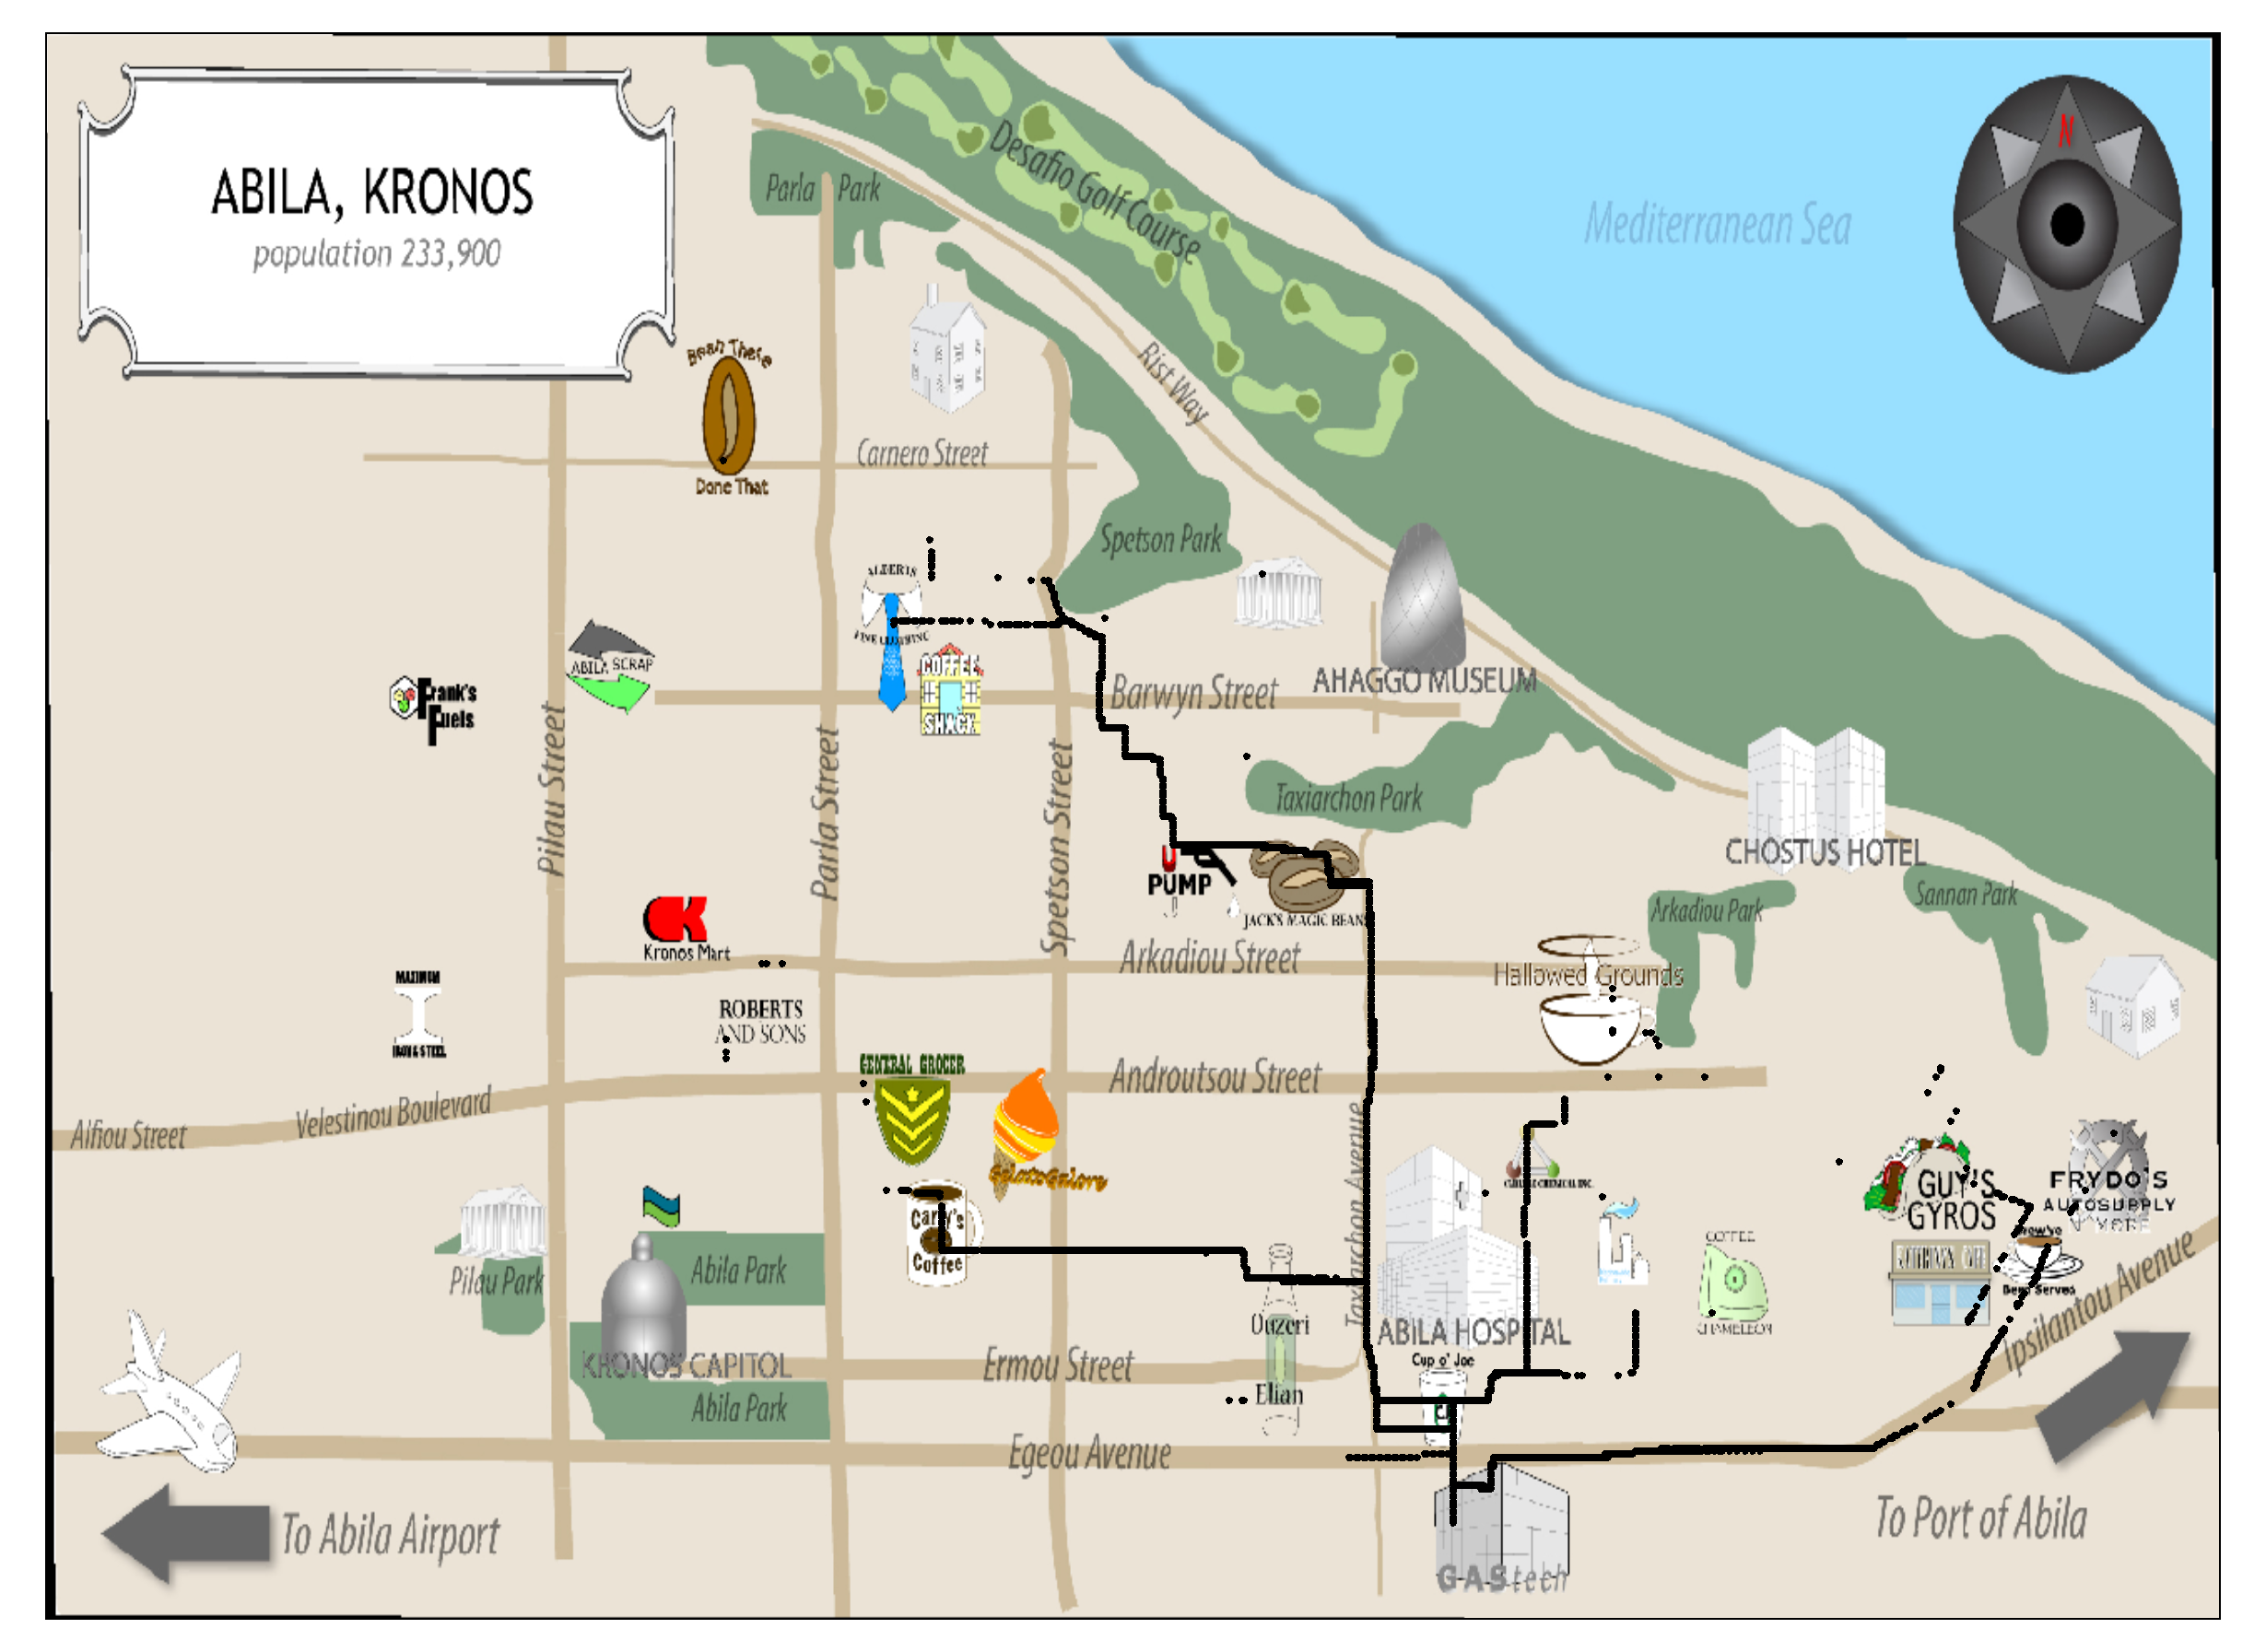 ABILA, KRONOS
population 233,900
N
Mediterranean Sea
Desafio Golf Course
Parla Park
Rist Way
Bean There
Done That
Carnero Street
Spetson Park
ALBERTS
FINE CLOTHING
ABILA SCRAP
COFFEE
SHACK
Frank's
Fuels
Barwyn Street
AHAGGO MUSEUM
Pilau Street
Parla Street
Spetson Street
Taxiarchon Park
CHOSTUS HOTEL
U
PUMP
JACK'S MAGIC BEANS
Arkadiou Park
Sannan Park
Kronos Mart
Arkadiou Street
Hallowed Grounds
MAXIMUM
IRON & STEEL
ROBERTS
AND SONS
GENERAL GROCER
Androutsou Street
Velestinou Boulevard
Alfiou Street
Taxiarchon Avenue
GelatoGalore
GUY'S
GYROS
FRYDO'S
AUTOSUPPLY
& MORE
Carly's
Coffee
Pilau Park
Abila Park
COFFEE
CHAMELEON
Brew've
Been Served
Ouzeri
Elian
ABILA HOSPITAL
Ipsilantou Avenue
KRONOS CAPITOL
Ermou Street
Cup o' Joe
Abila Park
Egeou Avenue
To Abila Airport
To Port of Abila
GAStech